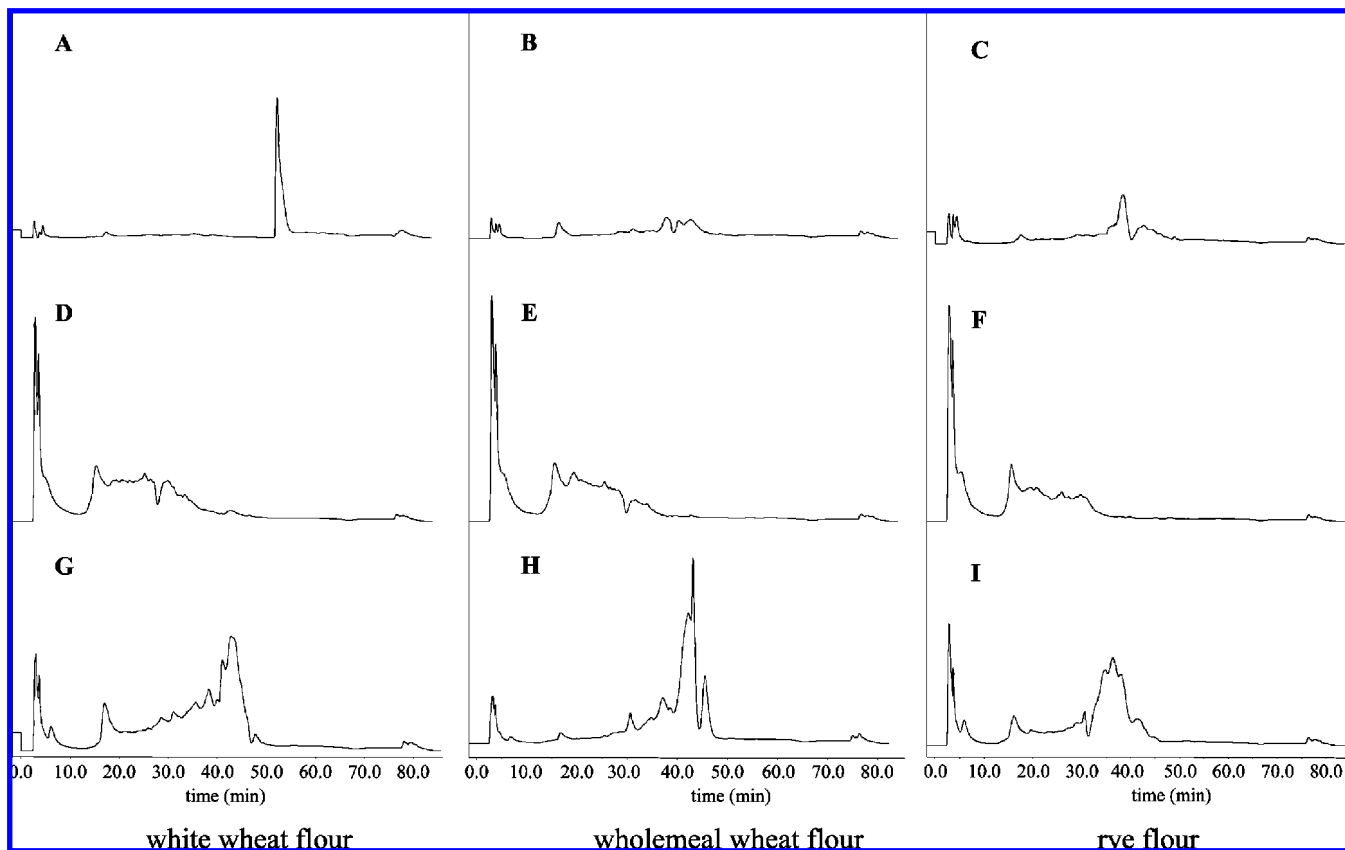 A B C
D E F
G H I
0.0 10.0 20.0 30.0 40.0 50.0 60.0 70.0 80.0 0.0 10.0 20.0 30.0 40.0 50.0 60.0 70.0 80.0 0.0 10.0 20.0 30.0 40.0 50.0 60.0 70.0 80.0
time (min) time (min) time (min)
white wheat flour wholemeal wheat flour rye flour